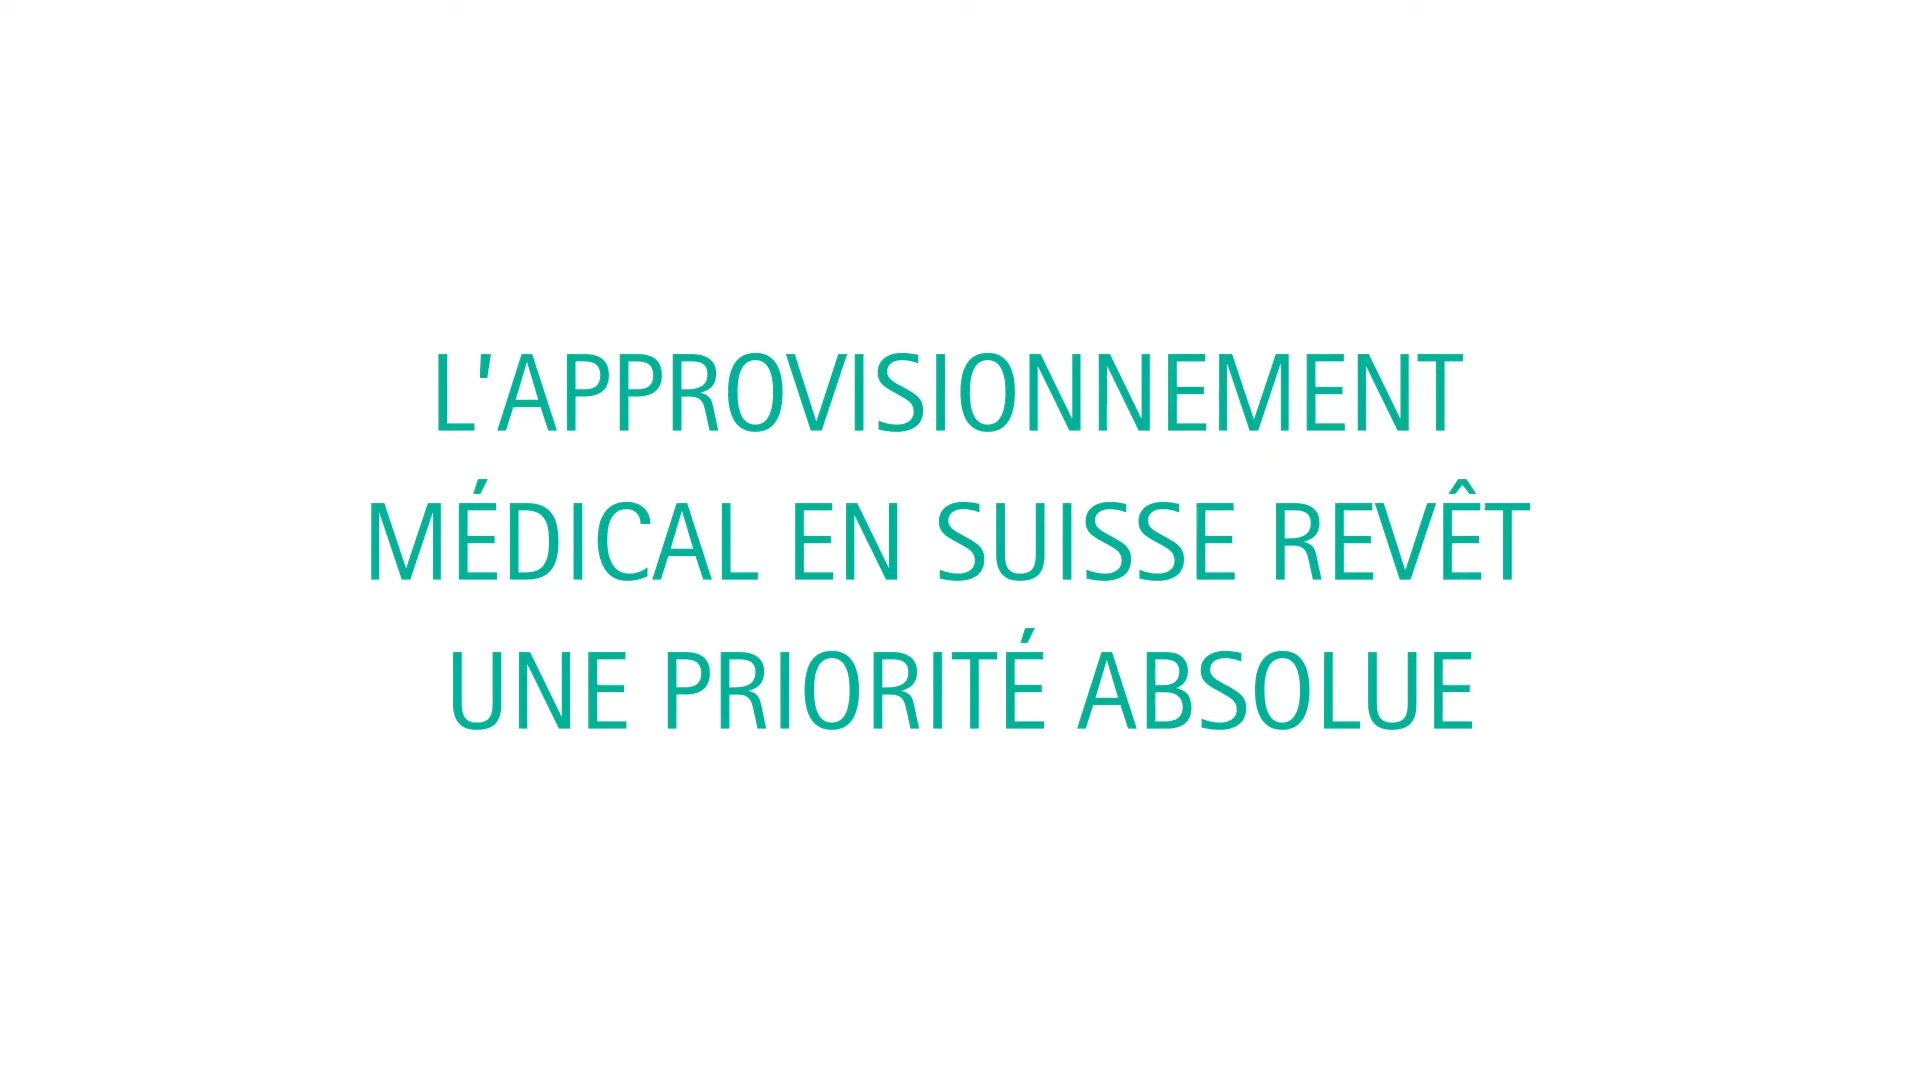 L'APPROVISIONNEMENT
MÉDICAL EN SUISSE REVÊT
UNE PRIORITÉ ABSOLUE